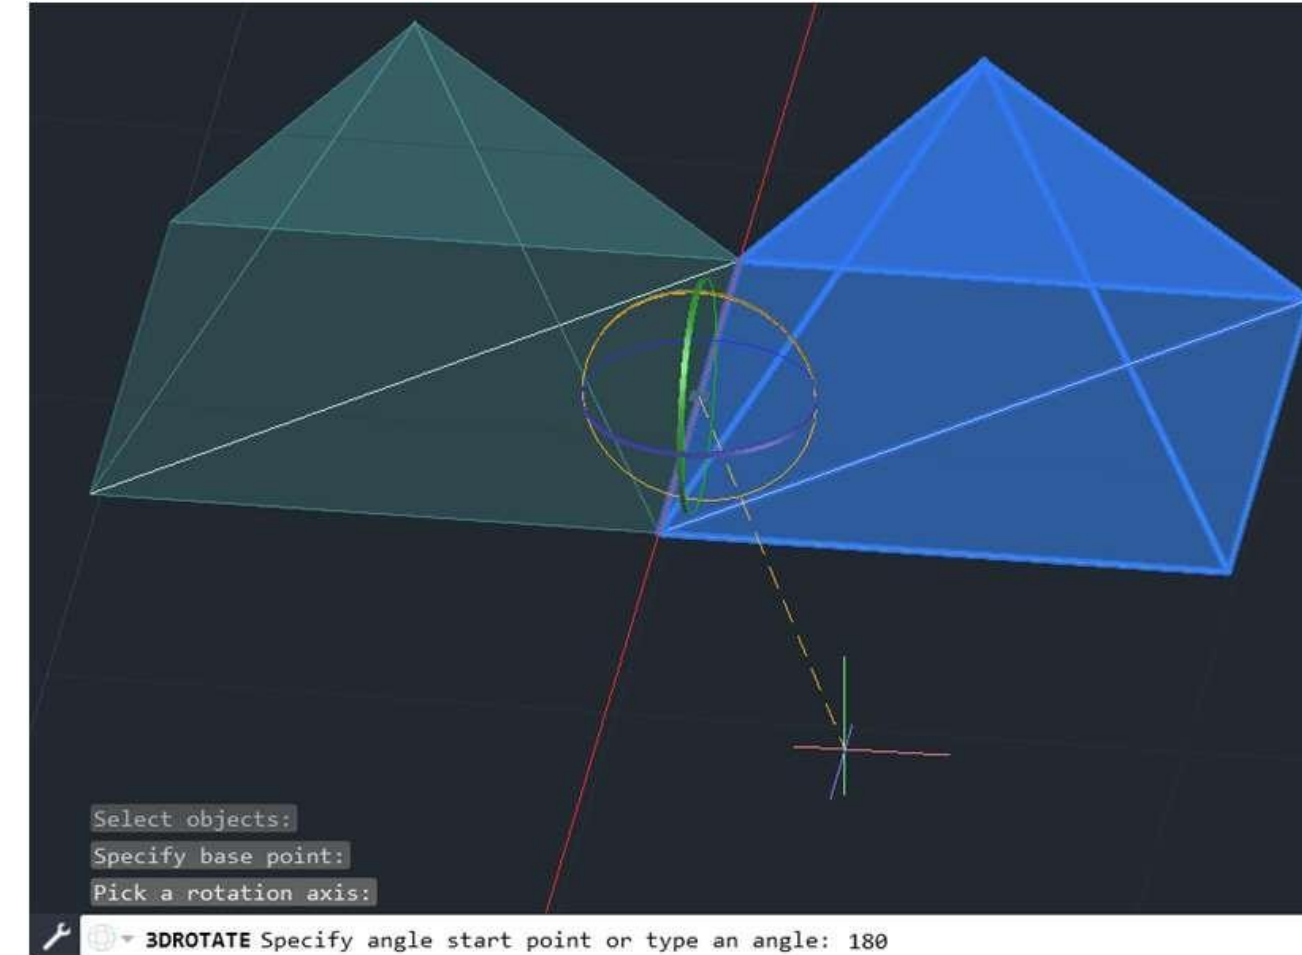 Select objects:
Specify base point:
Pick a rotation axis:
3DROTATE Specify angle start point or type an angle: 180